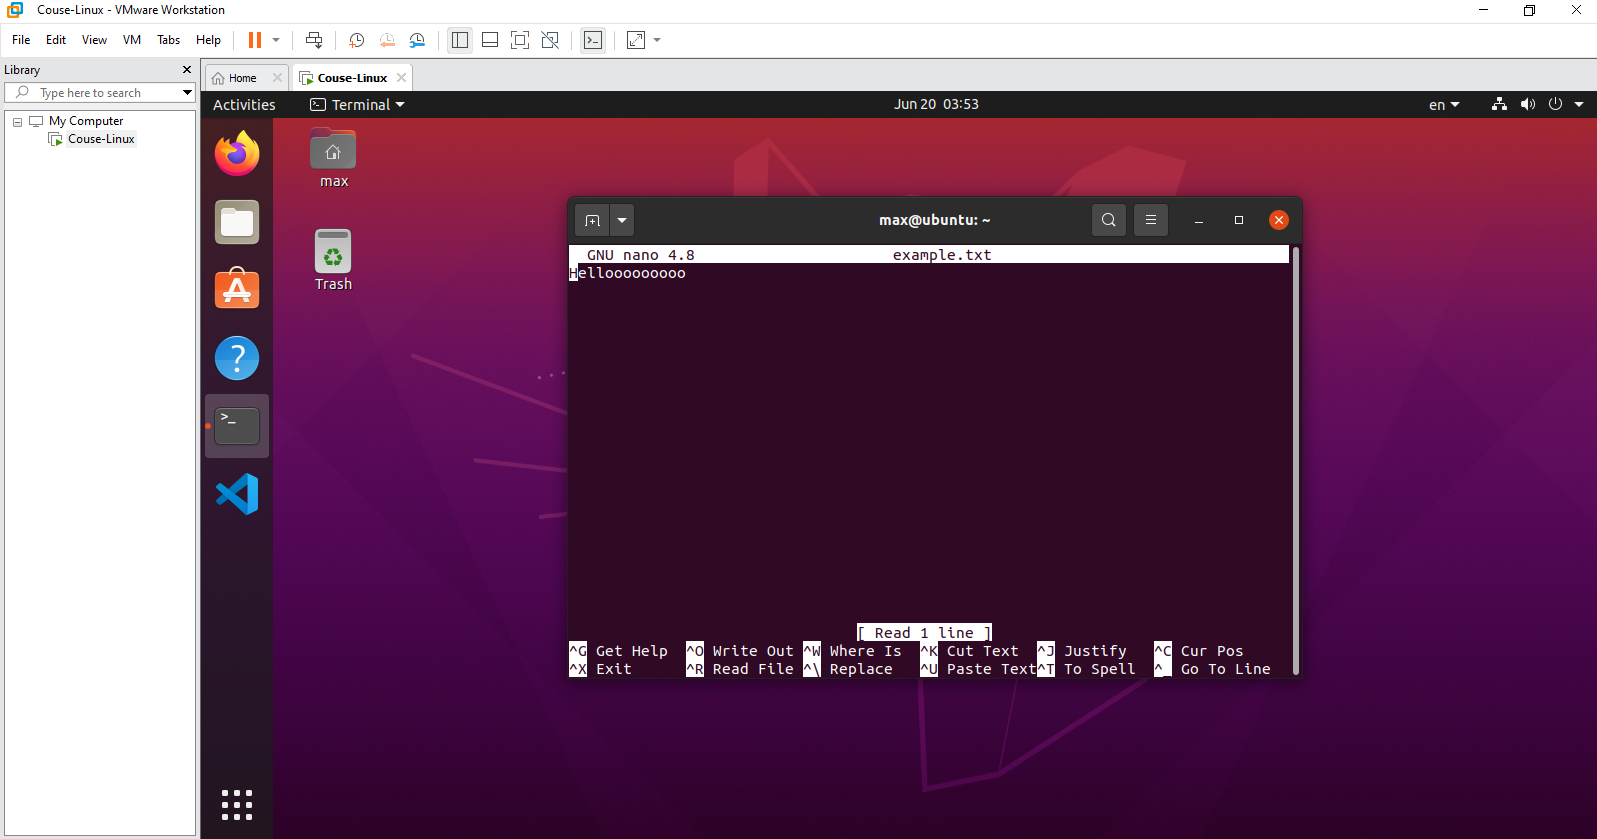 Couse-Linux - VMware Workstation
File Edit View VM Tabs Help
Library
Type here to search
My Computer
Couse-Linux
Home
Couse-Linux
Activities
Terminal
Jun 20 03:53
en
max
Trash
max@ubuntu: ~
GNU nano 4.8 example.txt
Hellooooooooo
[ Read 1 line ]
^G Get Help ^O Write Out ^W Where Is ^K Cut Text ^J Justify ^C Cur Pos
^X Exit ^R Read File ^\ Replace ^U Paste Text ^T To Spell ^_ Go To Line